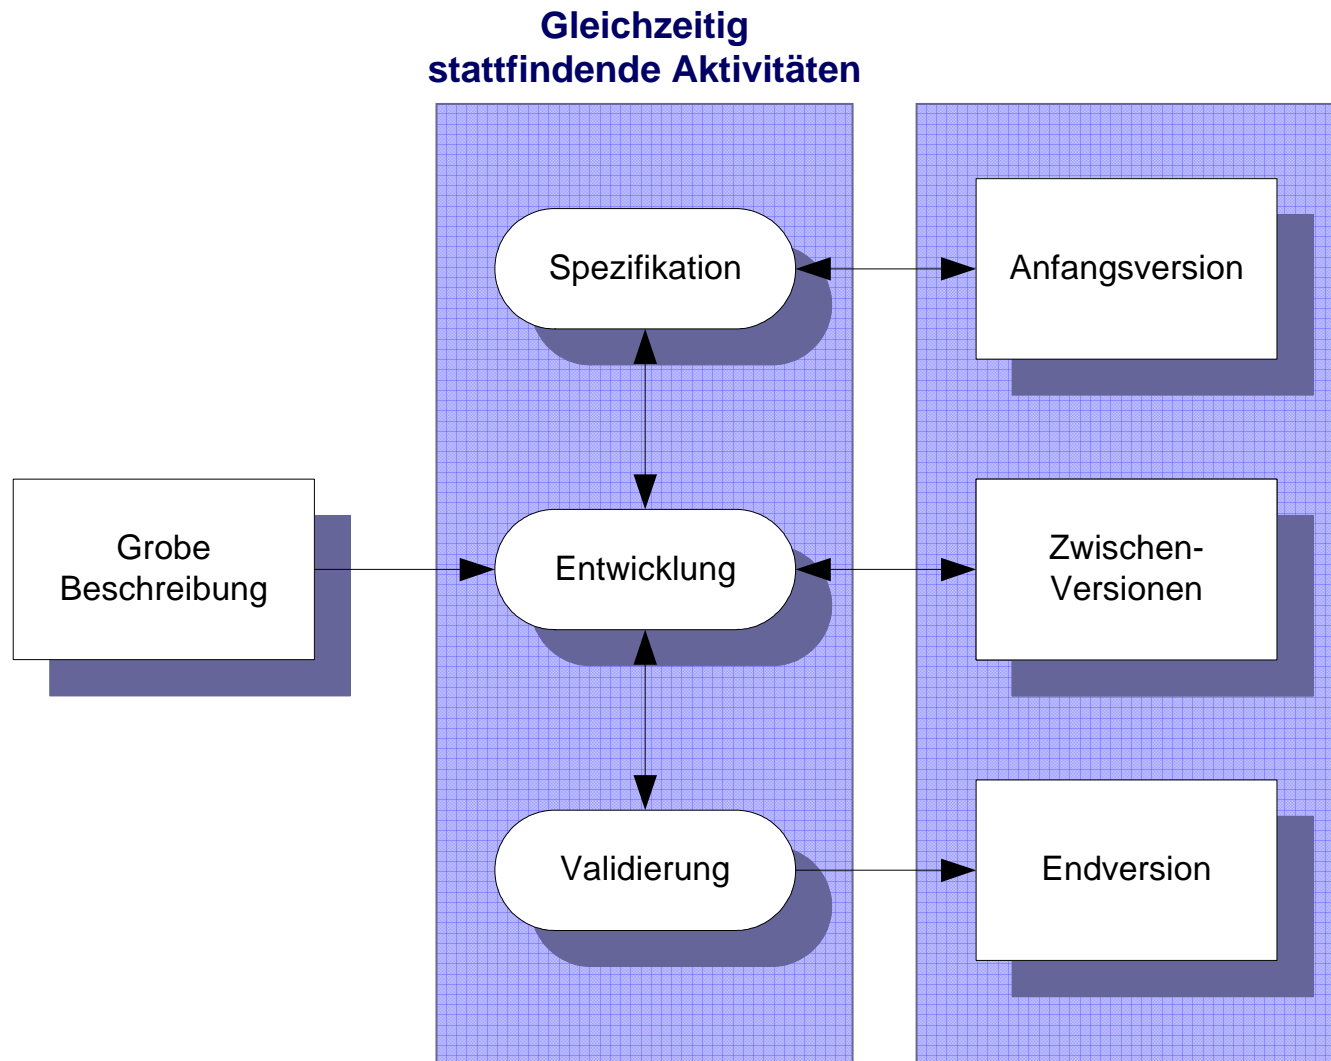 Gleichzeitig
stattfindende Aktivitäten
Spezifikation
Anfangsversion
Grobe
Beschreibung
Entwicklung
Zwischen-
Versionen
Validierung
Endversion